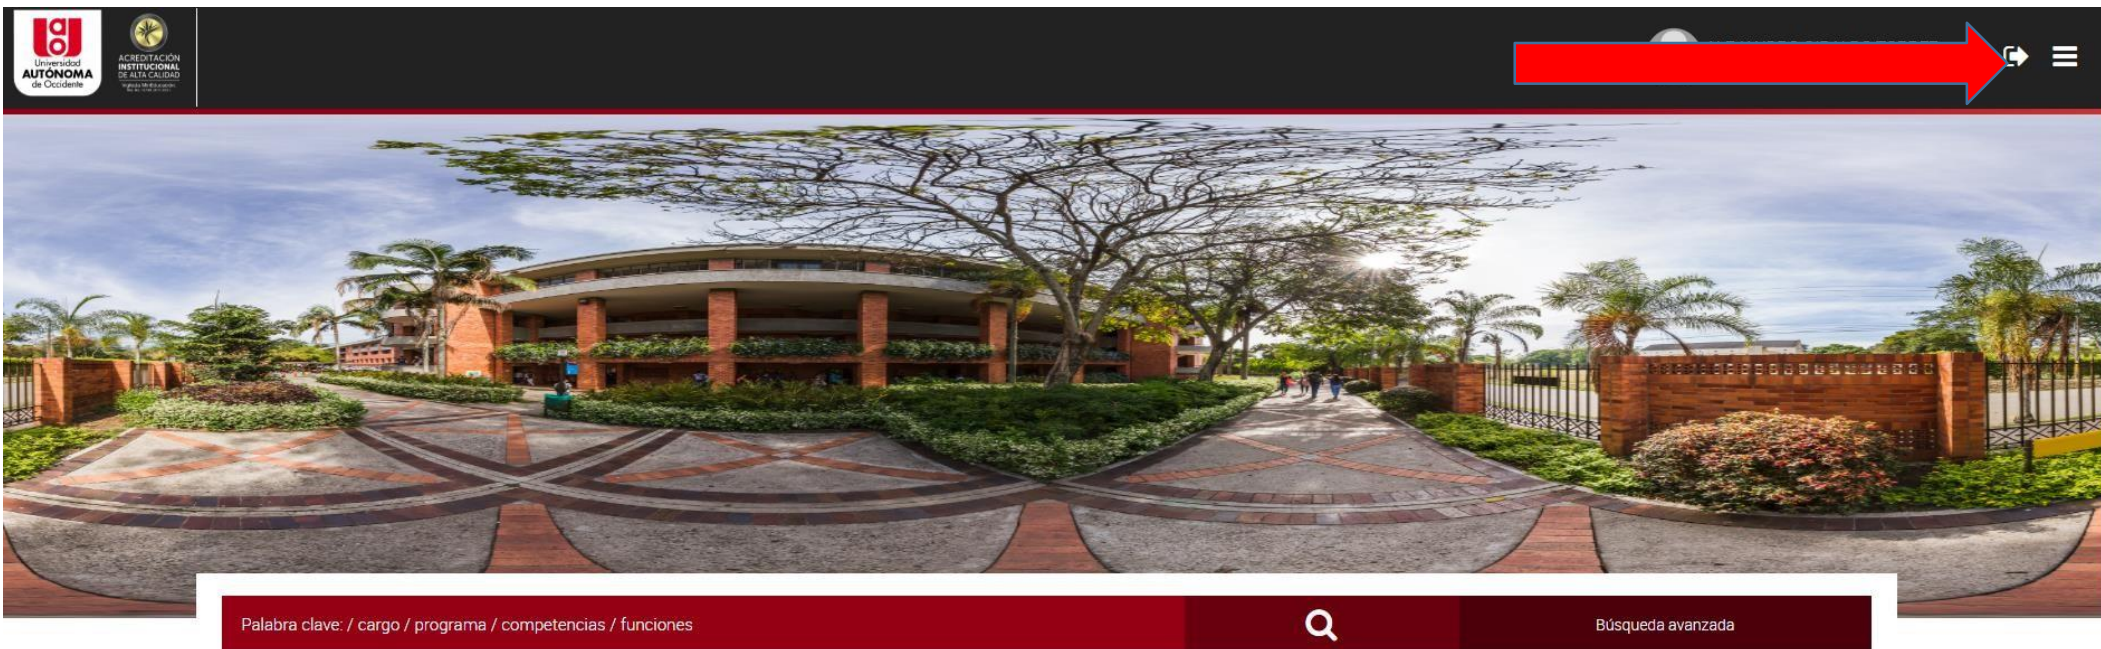 Universidad
AUTÓNOMA
de Occidente
ACREDITACIÓN
INSTITUCIONAL
DE ALTA CALIDAD
Palabra clave: / cargo / programa / competencias / funciones
Búsqueda avanzada